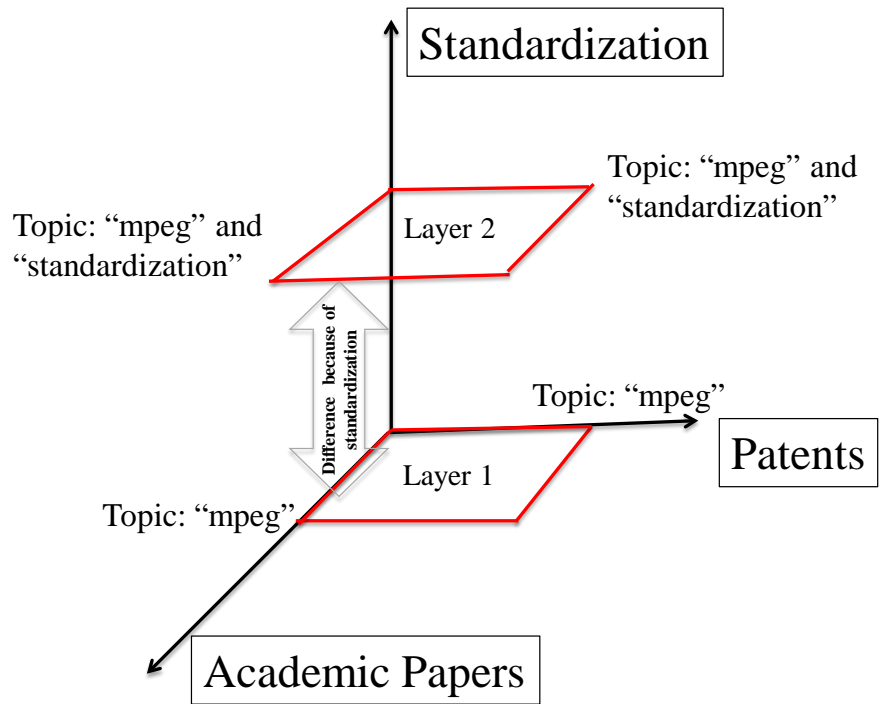 Standardization
Topic: “mpeg” and
“standardization”
Topic: “mpeg” and
“standardization”
Layer 2
Difference because of
standardization
Topic: “mpeg”
Patents
Layer 1
Topic: “mpeg”
Academic Papers